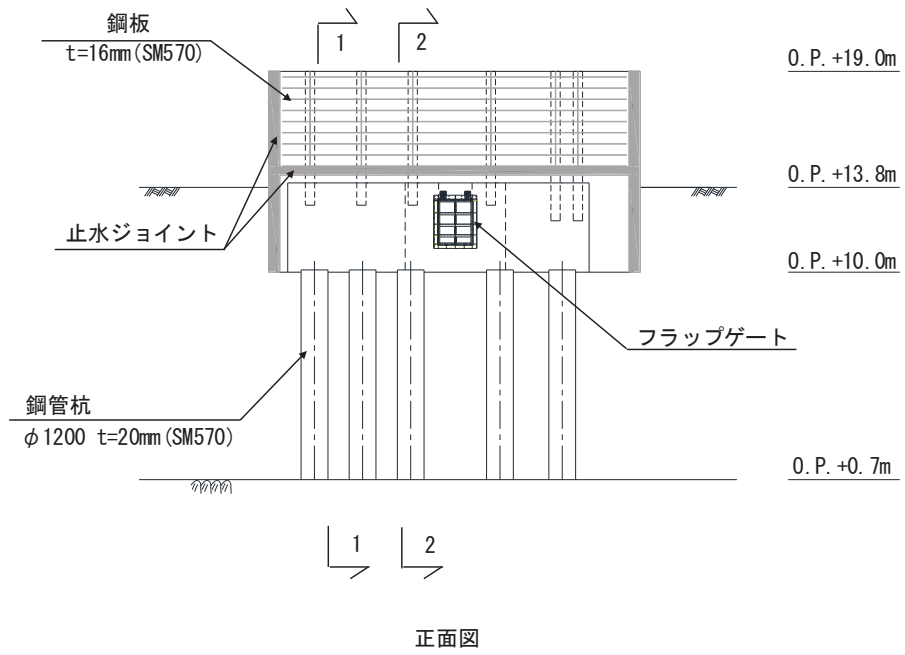 鋼板
t=16mm(SM570)
1
2
O.P.+19.0m
O.P.+13.8m
止水ジョイント
O.P.+10.0m
フラップゲート
鋼管杭
φ1200 t=20mm(SM570)
O.P.+0.7m
1
2
正面図